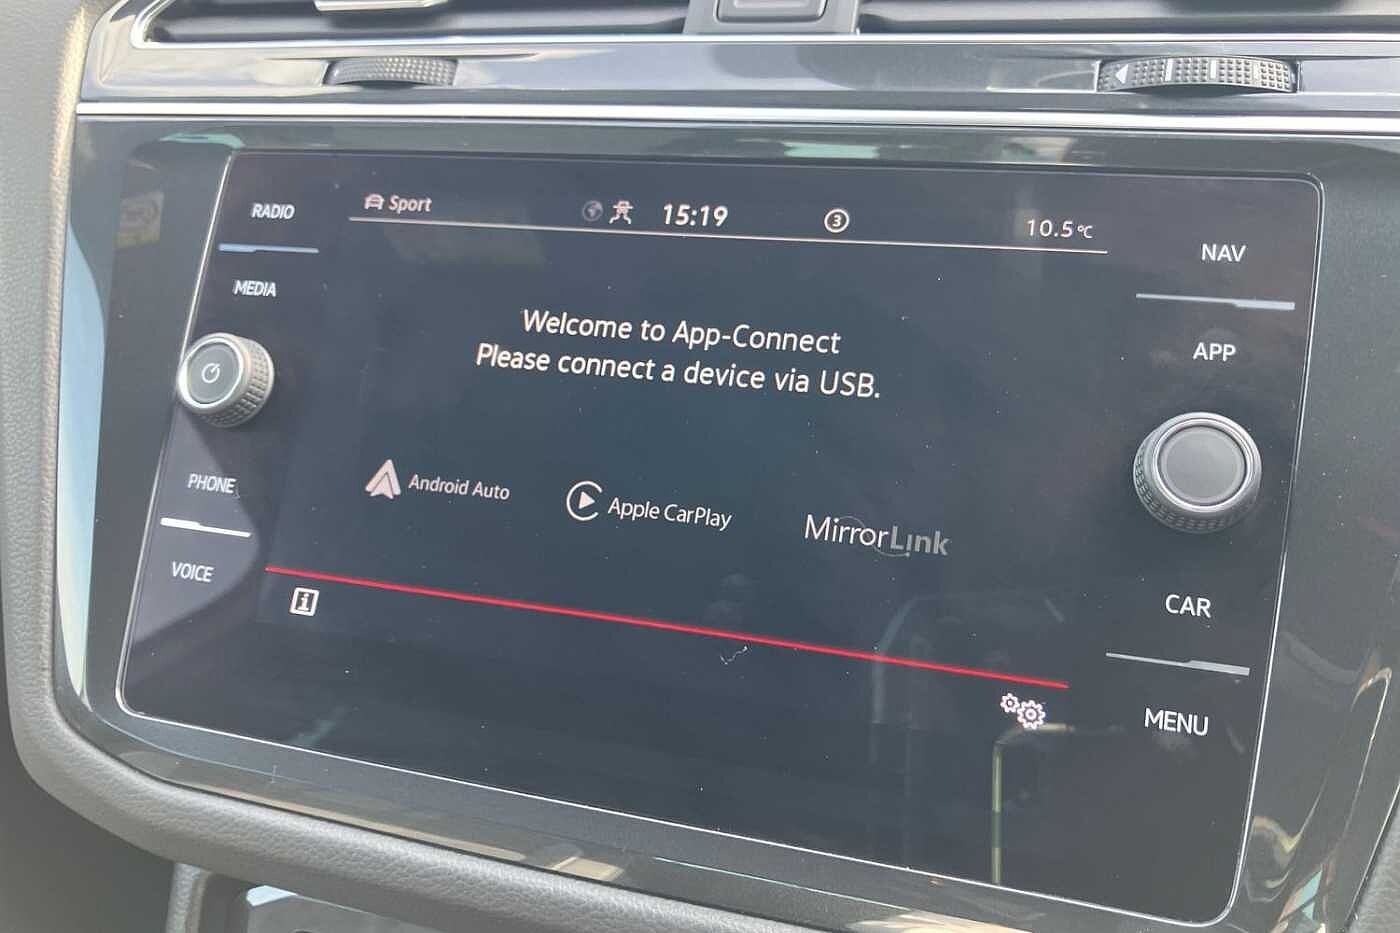 RADIO
MEDIA
PHONE
VOICE
Sport
15:19
3
10.5°C
Welcome to App-Connect
Please connect a device via USB.
Android Auto
Apple CarPlay
MirrorLink
i
NAV
APP
CAR
MENU